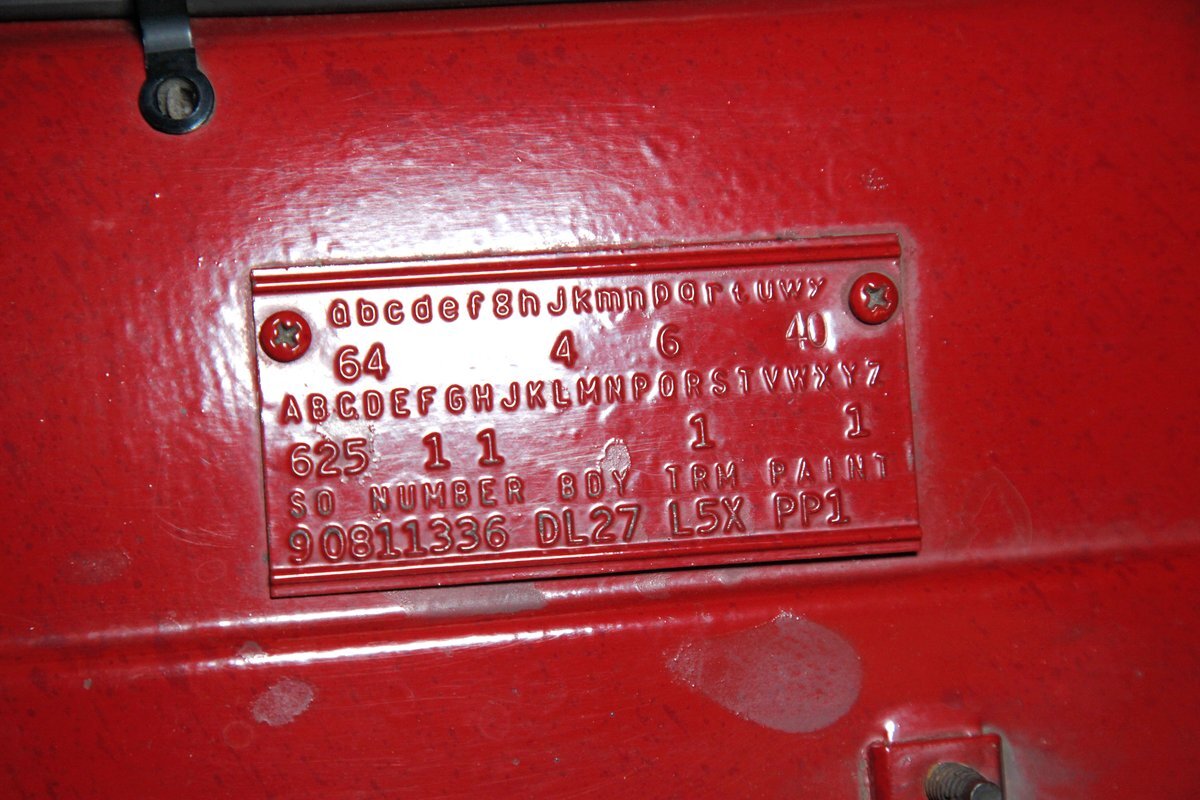 abcdef8hJkmnpqrtuwy
64 4 6 40
ABCDEFGHJKLMNPQRSTVWXYZ
625 1 1 1 1
SO NUMBER BDY TRM PAINT
90811336 DL27 L5X PP1